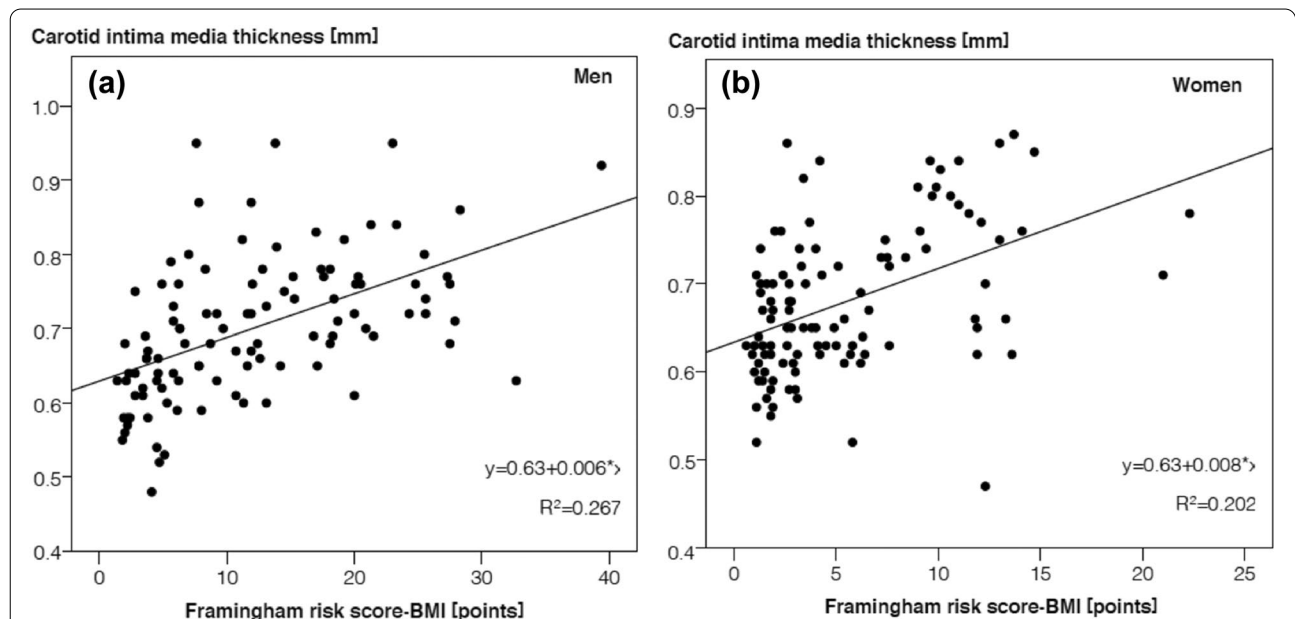 Carotid intima media thickness [mm]
(a)
Men
1.0
0.9
0.8
0.7
0.6
0.5
0.4
y=0.63+0.006*›
R²=0.267
0 10 20 30 40
Framingham risk score-BMI [points]
Carotid intima media thickness [mm]
(b)
Women
0.9
0.8
0.7
0.6
0.5
0.4
y=0.63+0.008*›
R²=0.202
0 5 10 15 20 25
Framingham risk score-BMI [points]